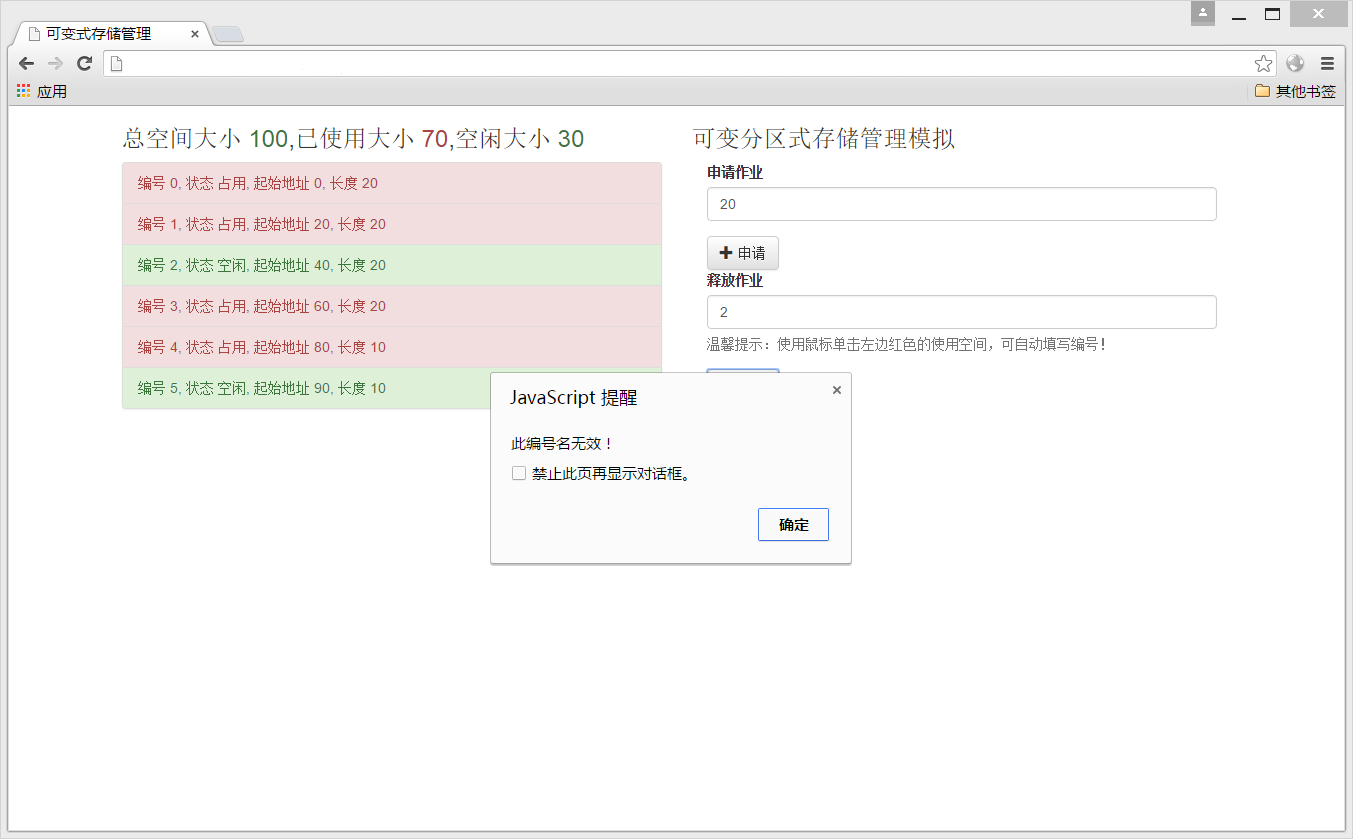 可变式存储管理
应用
其他书签
总空间大小 100,已使用大小 70,空闲大小 30
编号 0, 状态 占用, 起始地址 0, 长度 20
编号 1, 状态 占用, 起始地址 20, 长度 20
编号 2, 状态 空闲, 起始地址 40, 长度 20
编号 3, 状态 占用, 起始地址 60, 长度 20
编号 4, 状态 占用, 起始地址 80, 长度 10
编号 5, 状态 空闲, 起始地址 90, 长度 10
可变分区式存储管理模拟
申请作业
20
申请
释放作业
2
温馨提示：使用鼠标单击左边红色的使用空间，可自动填写编号！
JavaScript 提醒
此编号名无效！
禁止此页再显示对话框。
确定